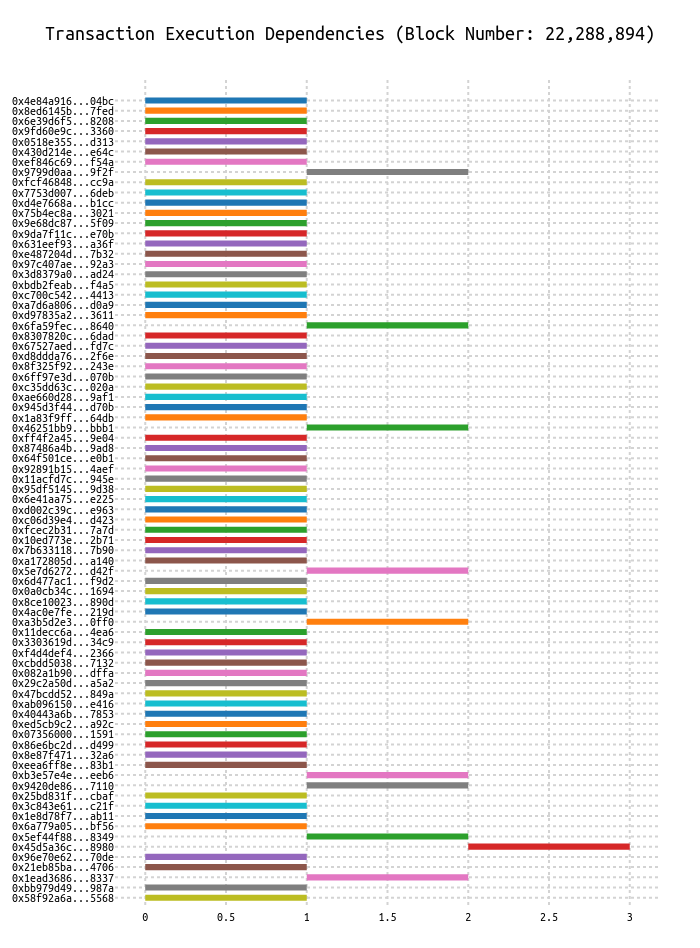 Transaction Execution Dependencies (Block Number: 22,288,894)
0x4e84a916...04bc
0x8ed6145b...7fed
0x6e39d6f5...8208
0x9fd60e9c...3360
0x0518e355...d313
0x430d214e...e64c
0xef846c69...f54a
0x9799d0aa...9f2f
0xfcf46848...cc9a
0x7753d007...6deb
0xd4e7668a...b1cc
0x75b4ec8a...3021
0x9e68dc87...5f09
0x9da7f11c...e70b
0x631eef93...a36f
0xe487204d...7b32
0x97c407ae...92a3
0x3d8379a0...ad24
0xbdb2feab...f4a5
0xc700c542...4413
0xa7d6a806...d0a9
0xd97835a2...3611
0x6fa59fec...8640
0x8307820c...6dad
0x67527aed...fd7c
0xd8ddda76...2f6e
0x8f325f92...243e
0x6ff97e3d...070b
0xc35dd63c...020a
0xae660d28...9af1
0x945d3f44...d70b
0x1a83f9ff...64db
0x46251bb9...bbb1
0xff4f2a45...9e04
0x87486a4b...9ad8
0x64f501ce...e0b1
0x92891b15...4aef
0x11acfd7c...945e
0x95df5145...9d38
0x6e41aa75...e225
0xd002c39c...e963
0xc06d39e4...d423
0xfcec2b31...7a7d
0x10ed773e...2b71
0x7b633118...7b90
0xa172805d...a140
0x5e7d6272...d42f
0x6d477ac1...f9d2
0x0a0cb34c...1694
0x8ce10023...890d
0x4ac0e7fe...219d
0xa3b5d2e3...0ff0
0x11decc6a...4ea6
0x3303619d...34c9
0xf4d4def4...2366
0xcbdd5038...7132
0x082a1b90...dffa
0x29c2a50d...a5a2
0x47bcdd52...849a
0xab096150...e416
0x40443a6b...7853
0xed5cb9c2...a92c
0x07356000...1591
0x86e6bc2d...d499
0x8e87f471...32a6
0xeea6ff8e...83b1
0xb3e57e4e...eeb6
0x9420de86...7110
0x25bd831f...cbaf
0x3c843e61...c21f
0x1e8d78f7...ab11
0x6a779a05...bf56
0x5ef44f88...8349
0x45d5a36c...8980
0x96e70e62...70de
0x21eb85ba...4706
0x1ead3686...8337
0xbb979d49...987a
0x58f92a6a...5568
0 0.5 1 1.5 2 2.5 3